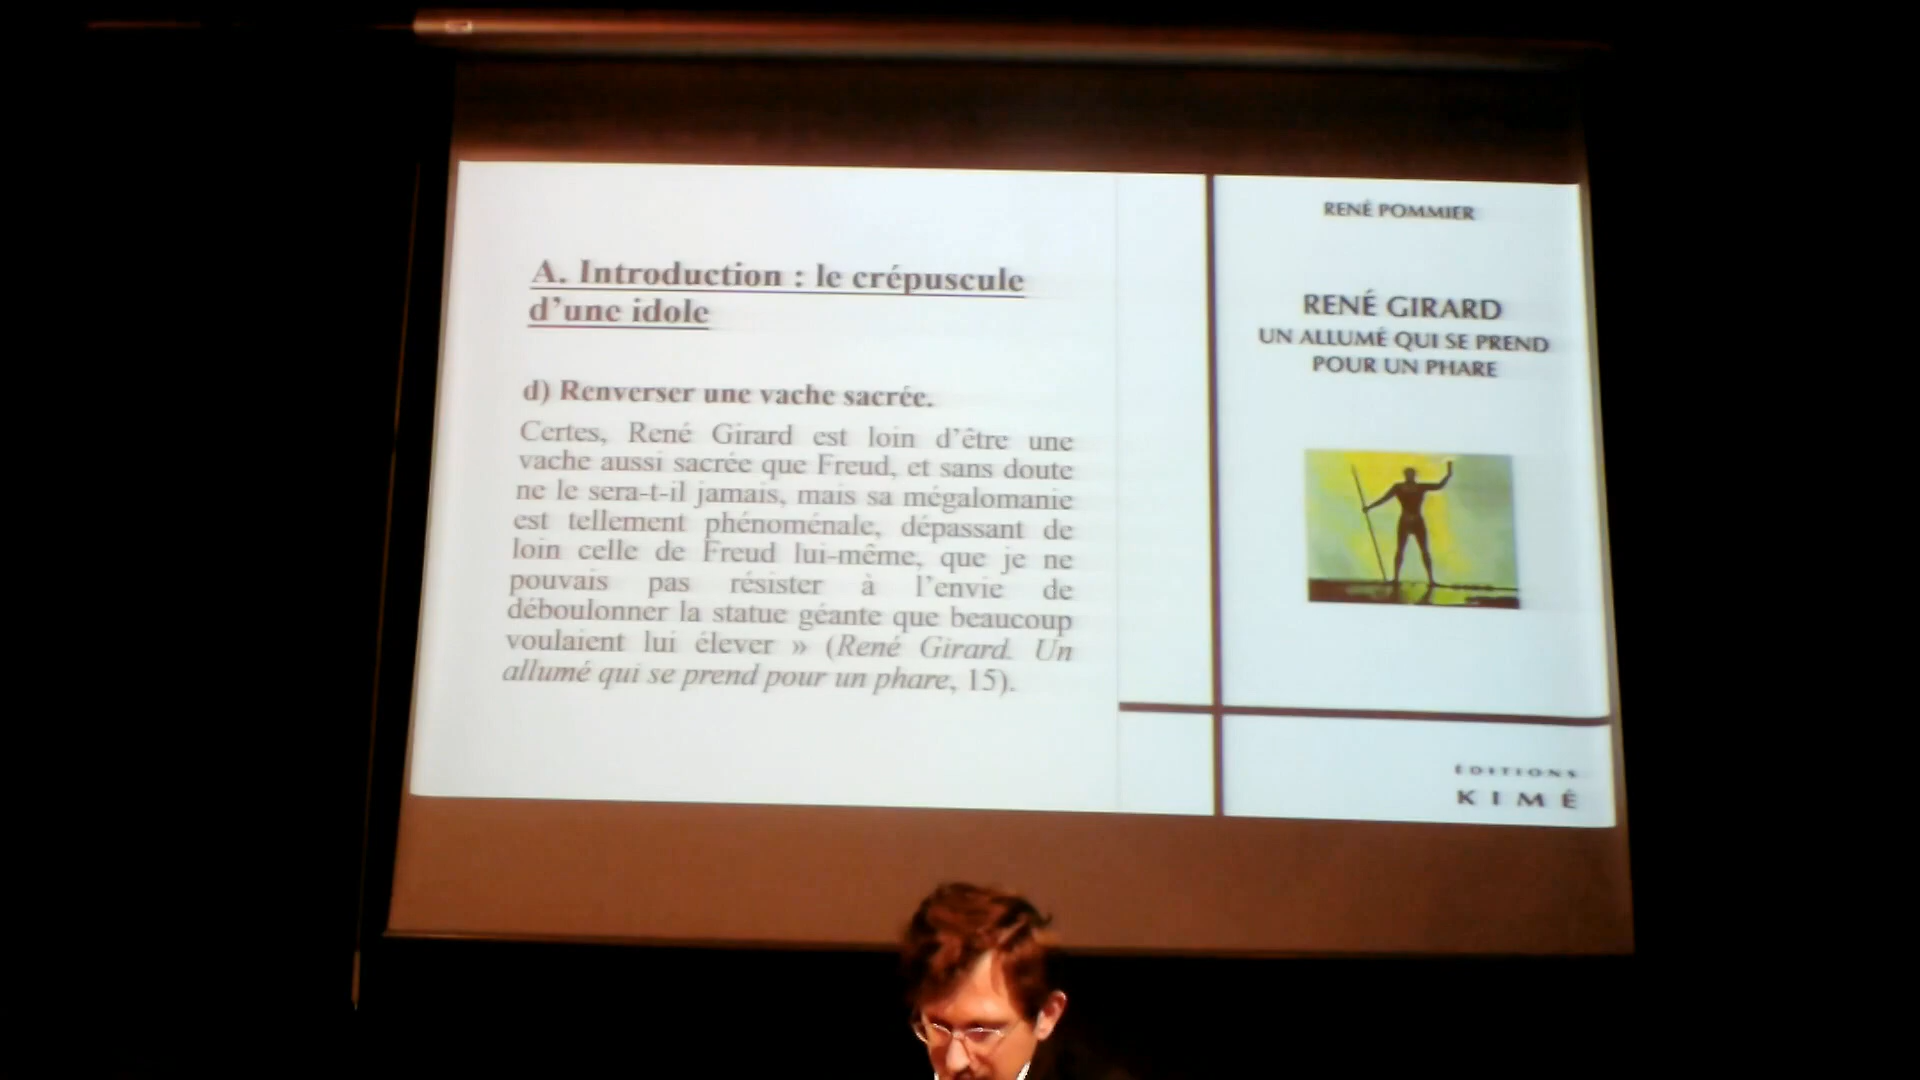 A. Introduction : le crépuscule
d’une idole
d) Renverser une vache sacrée.
Certes, René Girard est loin d’être une
vache aussi sacrée que Freud, et sans doute
ne le sera-t-il jamais, mais sa mégalomanie
est tellement phénoménale, dépassant de
loin celle de Freud lui-même, que je ne
pouvais pas résister à l’envie de
déboulonner la statue géante que beaucoup
voulaient lui élever » (René Girard. Un
allumé qui se prend pour un phare, 15).
RENÉ POMMIER
RENÉ GIRARD
UN ALLUMÉ QUI SE PREND
POUR UN PHARE
ÉDITIONS
KIMÉ